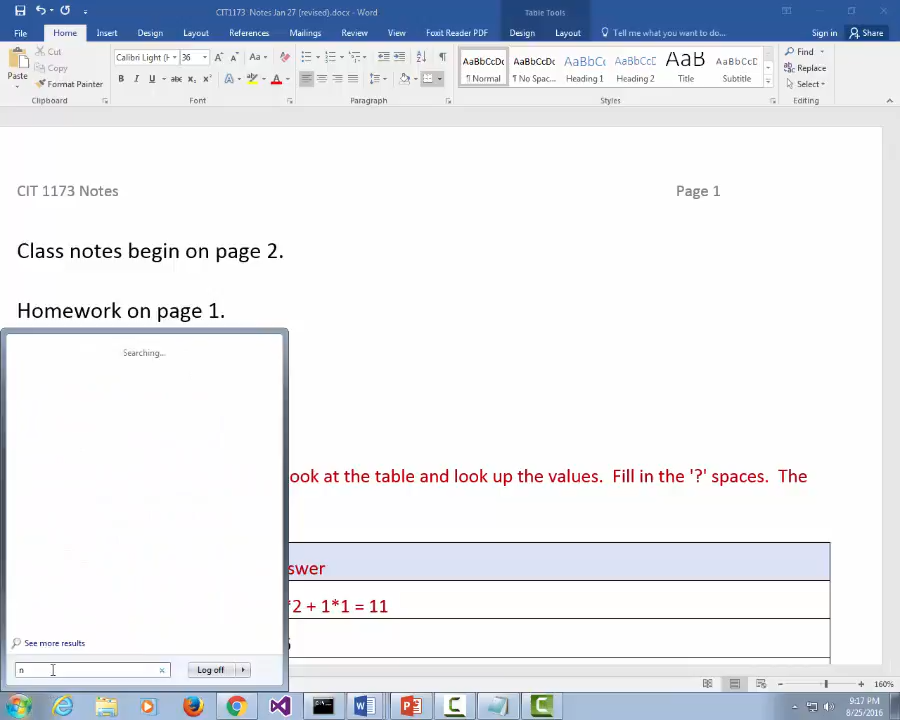 CIT1173 Notes Jan 27 (revised).docx - Word
Table Tools
File Home Insert Design Layout References Mailings Review View Foxit Reader PDF Design Layout Tell me what you want to do... Sign in Share
Paste
Cut
Copy
Format Painter
Clipboard
Calibri Light (H 36
Font
Paragraph
AaBbCcDc AaBbCcDc AaBbC AaBbCcE AaB AaBbCcD
¶ Normal ¶ No Spac... Heading 1 Heading 2 Title Subtitle
Styles
Find
Replace
Select
Editing
CIT 1173 Notes
Page 1
Class notes begin on page 2.
Homework on page 1.
Searching...
ook at the table and look up the values. Fill in the '?' spaces. The
swer
*2 + 1*1 = 11
See more results
n
Log off
160%
9:17 PM
8/25/2016